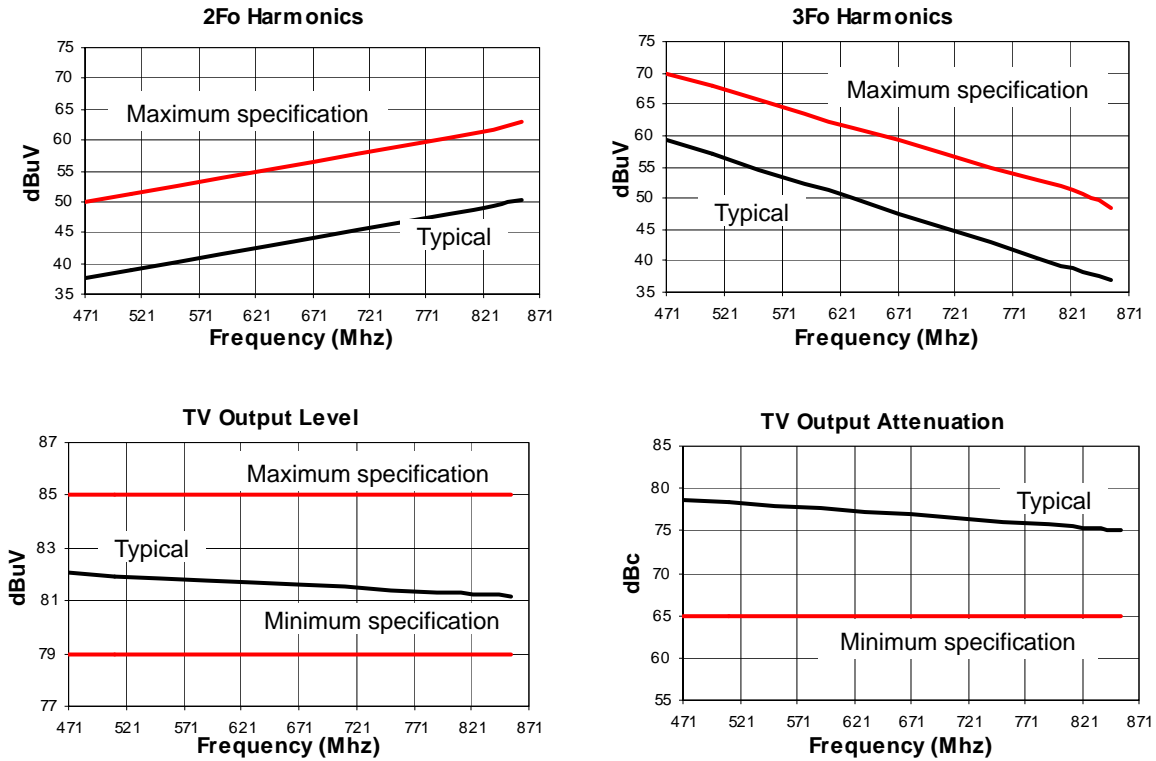 2Fo Harmonics
75
70
65
60
55
50
45
40
35
dBuV
Maximum specification
Typical
471 521 571 621 671 721 771 821 871
Frequency (Mhz)
3Fo Harmonics
75
70
65
60
55
50
45
40
35
dBuV
Maximum specification
Typical
471 521 571 621 671 721 771 821 871
Frequency (Mhz)
TV Output Level
87
85
83
81
79
77
dBuV
Maximum specification
Typical
Minimum specification
471 521 571 621 671 721 771 821 871
Frequency (Mhz)
TV Output Attenuation
85
80
75
70
65
60
55
dBc
Typical
Minimum specification
471 521 571 621 671 721 771 821 871
Frequency (Mhz)